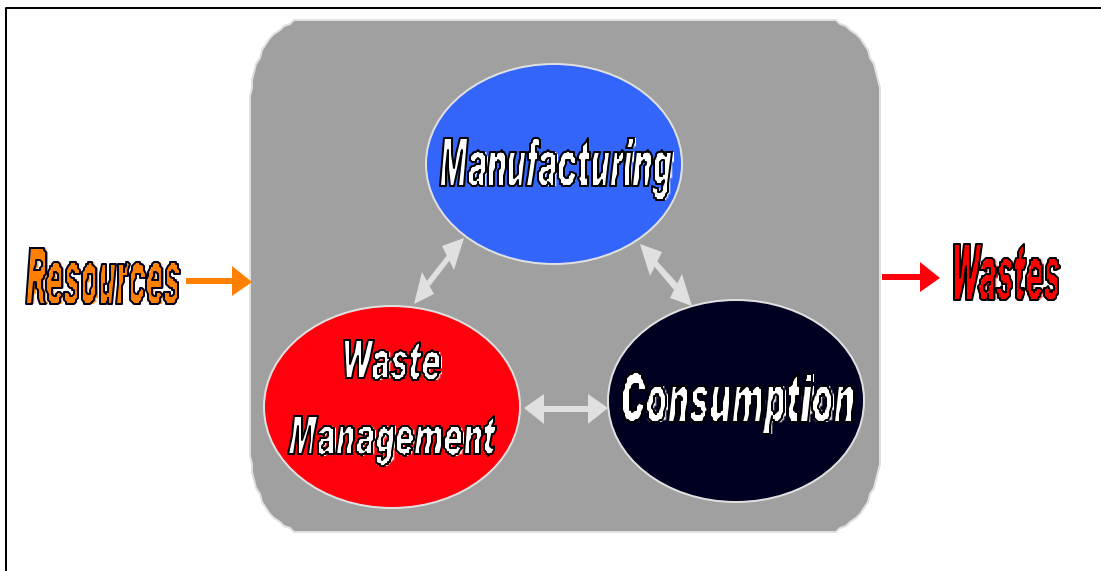 Manufacturing
Resources
Wastes
Waste
Management
Consumption